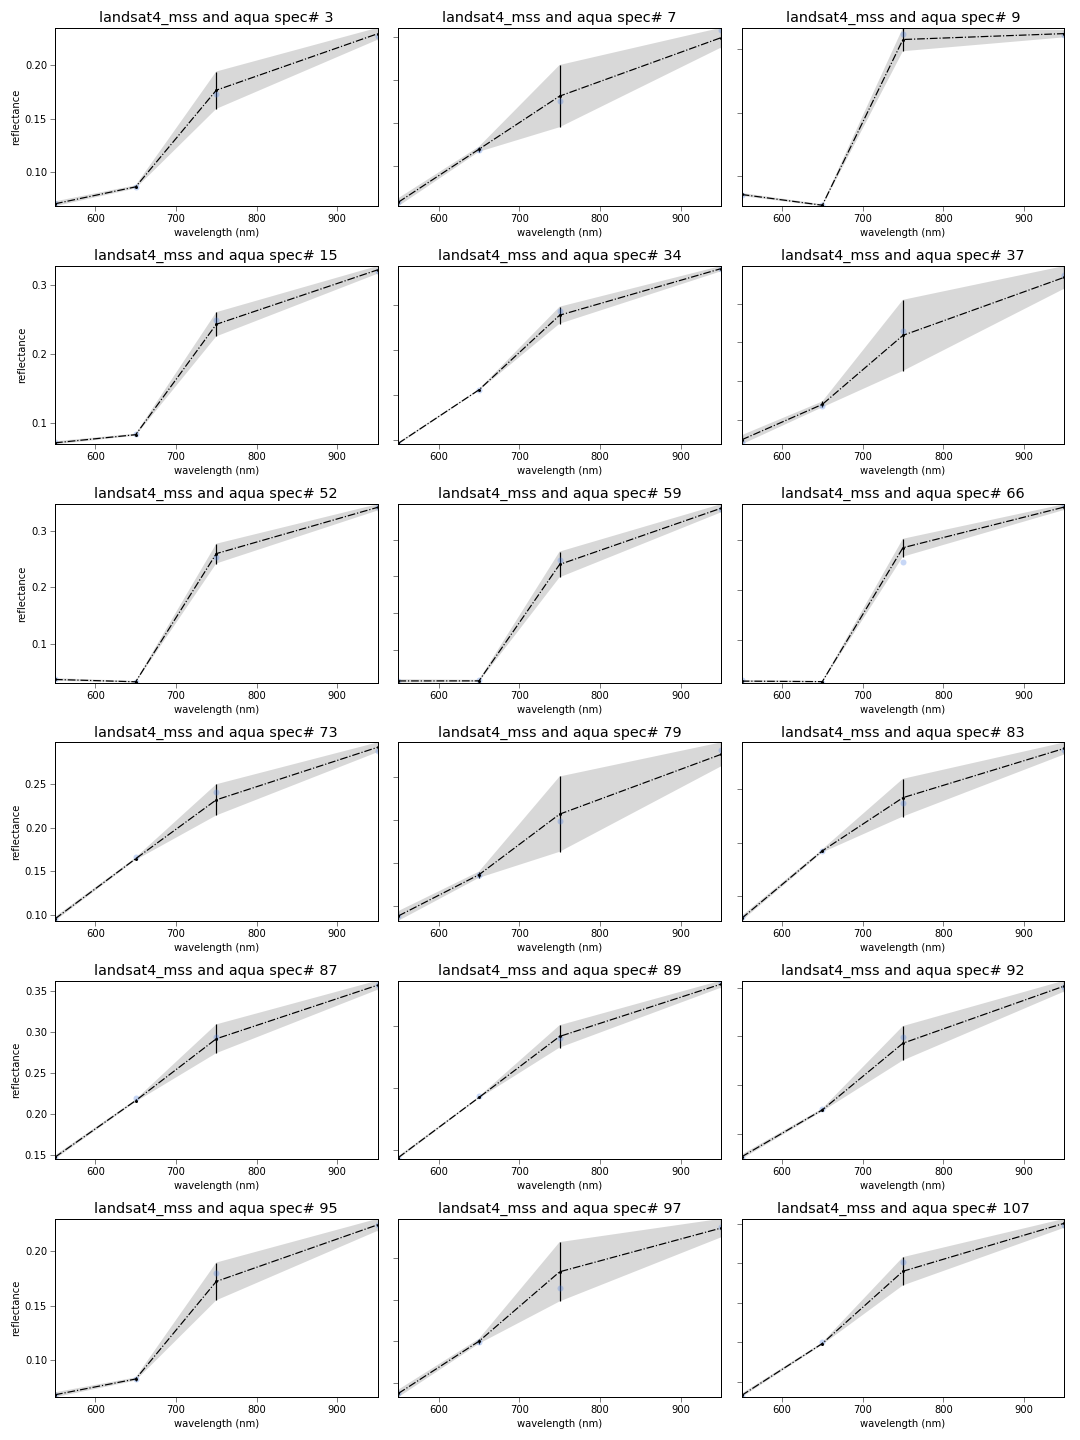 landsat4_mss and aqua spec# 3
landsat4_mss and aqua spec# 7
landsat4_mss and aqua spec# 9
reflectance
0.20
0.15
0.10
600 700 800 900
wavelength (nm)
600 700 800 900
wavelength (nm)
600 700 800 900
wavelength (nm)
landsat4_mss and aqua spec# 15
landsat4_mss and aqua spec# 34
landsat4_mss and aqua spec# 37
reflectance
0.3
0.2
0.1
600 700 800 900
wavelength (nm)
600 700 800 900
wavelength (nm)
600 700 800 900
wavelength (nm)
landsat4_mss and aqua spec# 52
landsat4_mss and aqua spec# 59
landsat4_mss and aqua spec# 66
reflectance
0.3
0.2
0.1
600 700 800 900
wavelength (nm)
600 700 800 900
wavelength (nm)
600 700 800 900
wavelength (nm)
landsat4_mss and aqua spec# 73
landsat4_mss and aqua spec# 79
landsat4_mss and aqua spec# 83
reflectance
0.25
0.20
0.15
0.10
600 700 800 900
wavelength (nm)
600 700 800 900
wavelength (nm)
600 700 800 900
wavelength (nm)
landsat4_mss and aqua spec# 87
landsat4_mss and aqua spec# 89
landsat4_mss and aqua spec# 92
reflectance
0.35
0.30
0.25
0.20
0.15
600 700 800 900
wavelength (nm)
600 700 800 900
wavelength (nm)
600 700 800 900
wavelength (nm)
landsat4_mss and aqua spec# 95
landsat4_mss and aqua spec# 97
landsat4_mss and aqua spec# 107
reflectance
0.20
0.15
0.10
600 700 800 900
wavelength (nm)
600 700 800 900
wavelength (nm)
600 700 800 900
wavelength (nm)